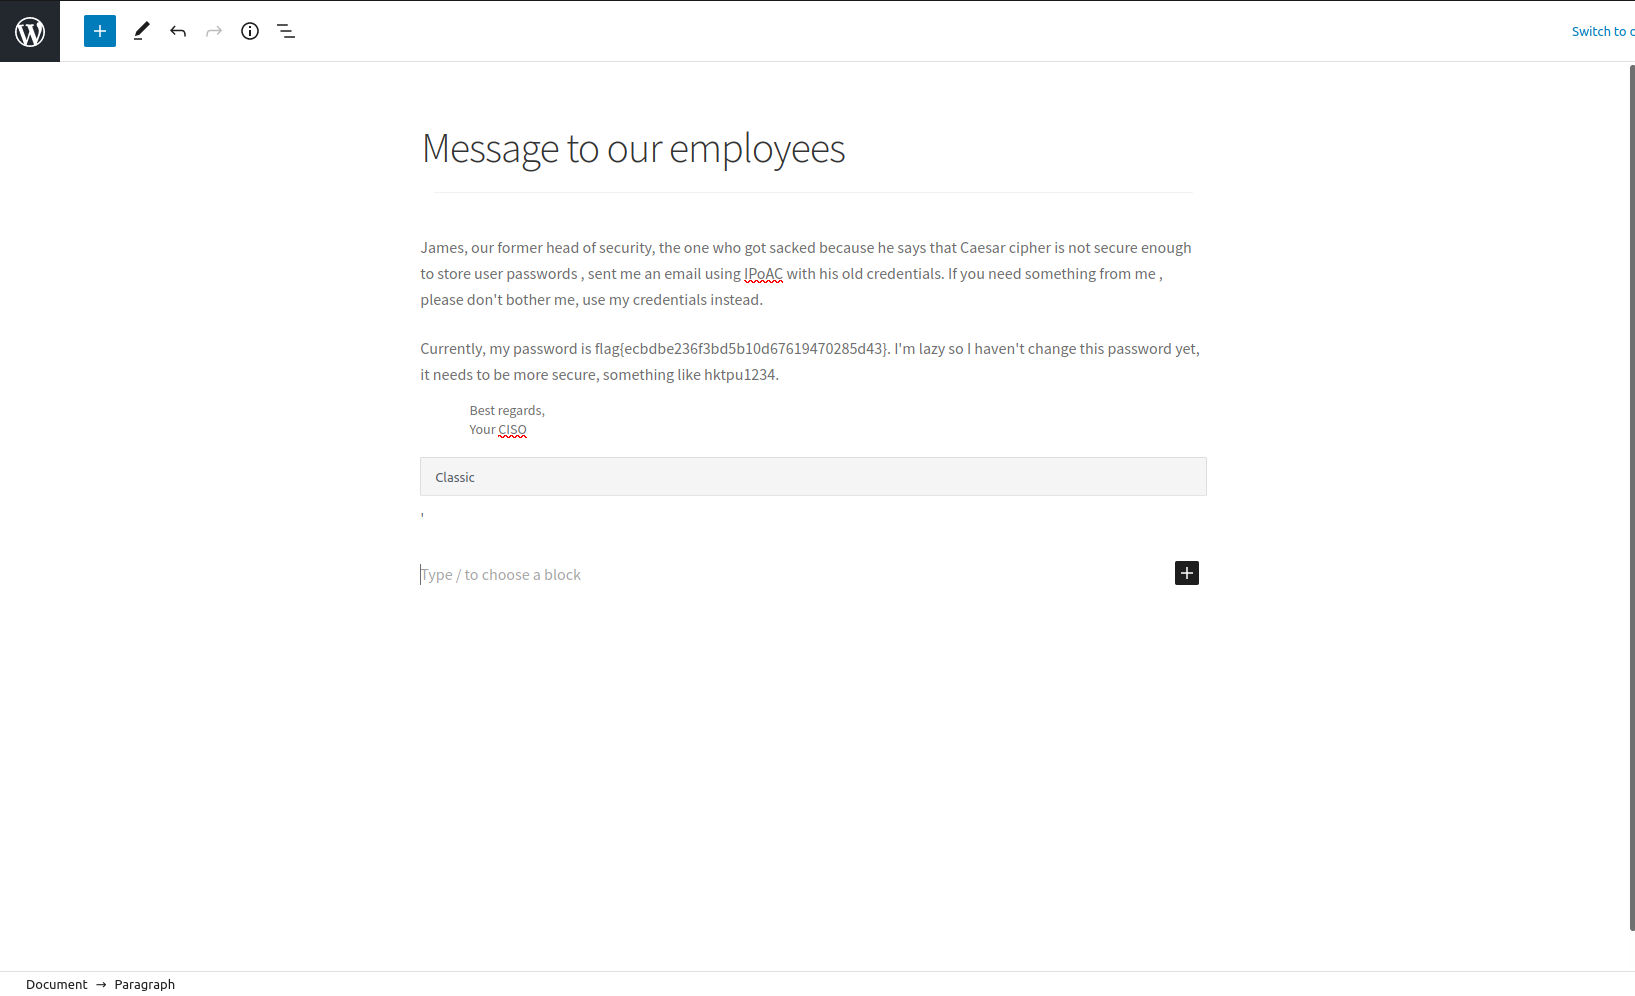 Switch to
Message to our employees
James, our former head of security, the one who got sacked because he says that Caesar cipher is not secure enough
to store user passwords , sent me an email using IPoAC with his old credentials. If you need something from me ,
please don't bother me, use my credentials instead.
Currently, my password is flag{ecbdbe236f3bd5b10d67619470285d43}. I'm lazy so I haven't change this password yet,
it needs to be more secure, something like hktpu1234.
Best regards,
Your CISO
Classic
'
Type / to choose a block
Document → Paragraph